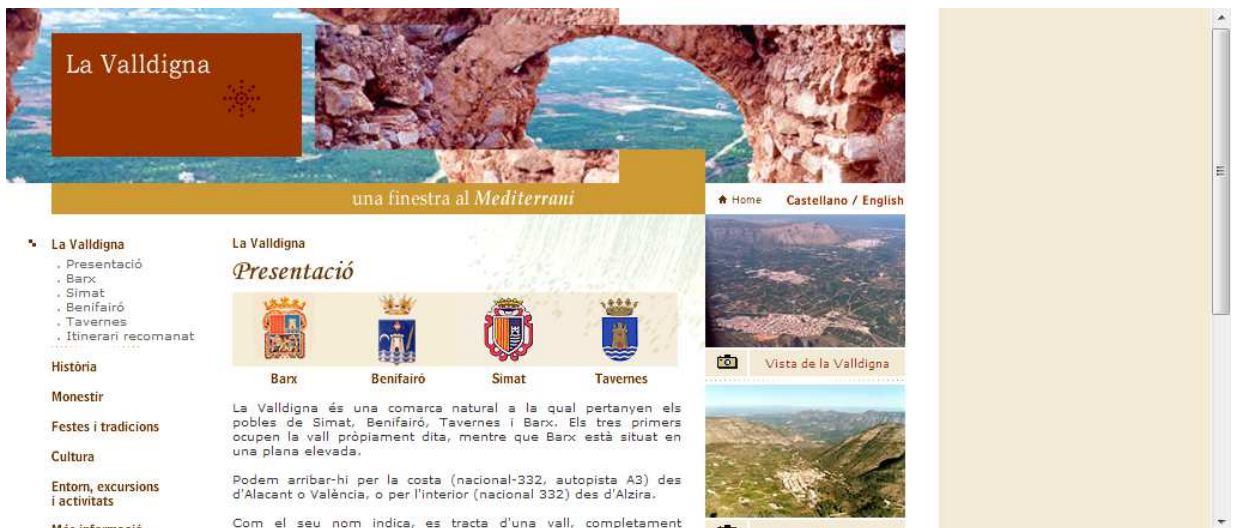 La Valldigna
una finestra al Mediterrani
Home
Castellano / English
La Valldigna
. Presentació
. Barx
. Simat
. Benifairó
. Tavernes
. Itinerari recomanat
Història
Monestir
Festes i tradicions
Cultura
Entorn, excursions
i activitats
Més informació
La Valldigna
Presentació
Barx
Benifairó
Simat
Tavernes
La Valldigna és una comarca natural a la qual pertanyen els
pobles de Simat, Benifairó, Tavernes i Barx. Els tres primers
ocupen la vall pròpiament dita, mentre que Barx està situat en
una plana elevada.
Podem arribar-hi per la costa (nacional-332, autopista A3) des
d'Alacant o València, o per l'interior (nacional 332) des d'Alzira.
Com el seu nom indica, es tracta d'una vall, completament
Vista de la Valldigna